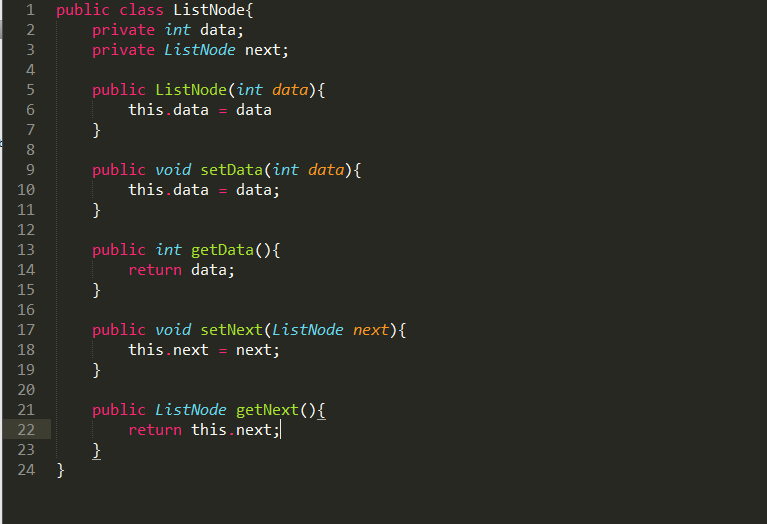 1 public class ListNode{
2     private int data;
3     private ListNode next;
4
5     public ListNode(int data){
6         this.data = data
7     }
8
9     public void setData(int data){
10         this.data = data;
11     }
12
13     public int getData(){
14         return data;
15     }
16
17     public void setNext(ListNode next){
18         this.next = next;
19     }
20
21     public ListNode getNext(){
22         return this.next;
23     }
24 }